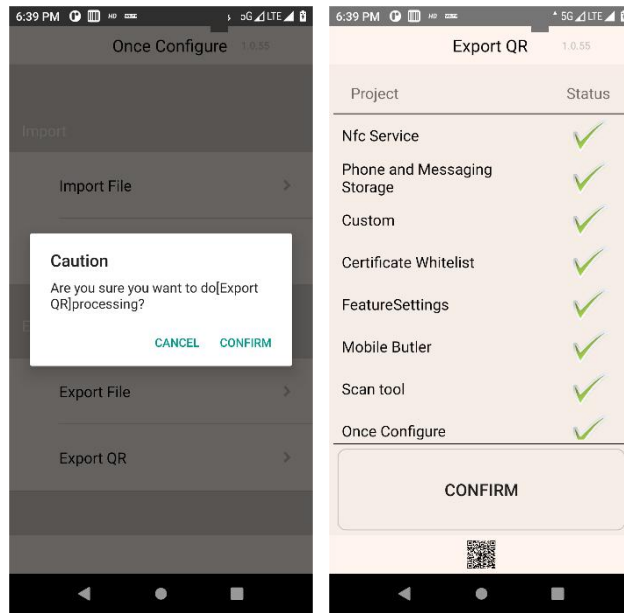 6:39 PM
LTE
Once Configure 1.0.55
Import
Import File
Caution
Are you sure you want to do[Export
QR]processing?
CANCEL CONFIRM
Export File
Export QR
6:39 PM
5G LTE
Export QR 1.0.55
Project Status
Nfc Service
Phone and Messaging
Storage
Custom
Certificate Whitelist
FeatureSettings
Mobile Butler
Scan tool
Once Configure
CONFIRM